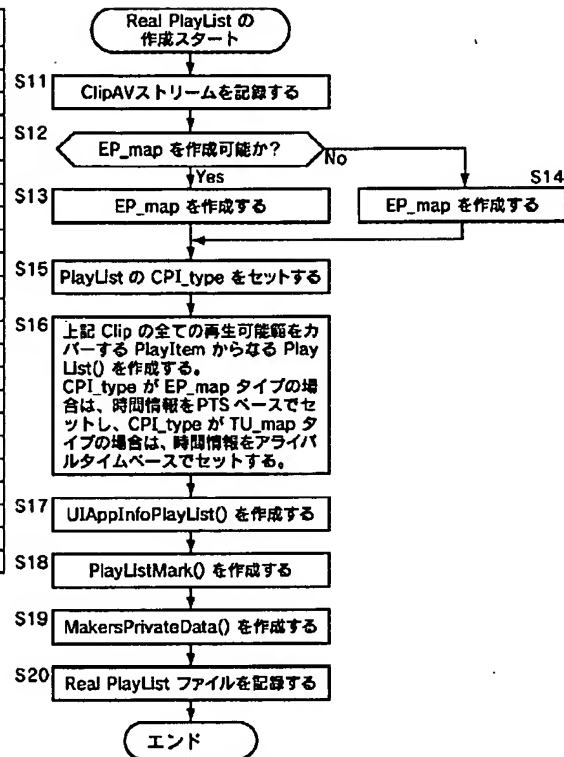 Real PlayList の
作成スタート
S11
ClipAVストリームを記録する
S12
EP_map を作成可能か?
No
Yes
S13
EP_map を作成する
S14
EP_map を作成する
S15
PlayList の CPI_type をセットする
S16
上記 Clip の全ての再生可能範をカ
バーする PlayItem からなる Play
List() を作成する。
CPI_type が EP_map タイプの場
合は、時間情報をPTS ベースでセ
ットし、CPI_type が TU_map タ
イプの場合は、時間情報をアライバ
ルタイムベースでセットする。
S17
UIAppInfoPlayList() を作成する
S18
PlayListMark() を作成する
S19
MakersPrivateData() を作成する
S20
Real PlayList ファイルを記録する
エンド